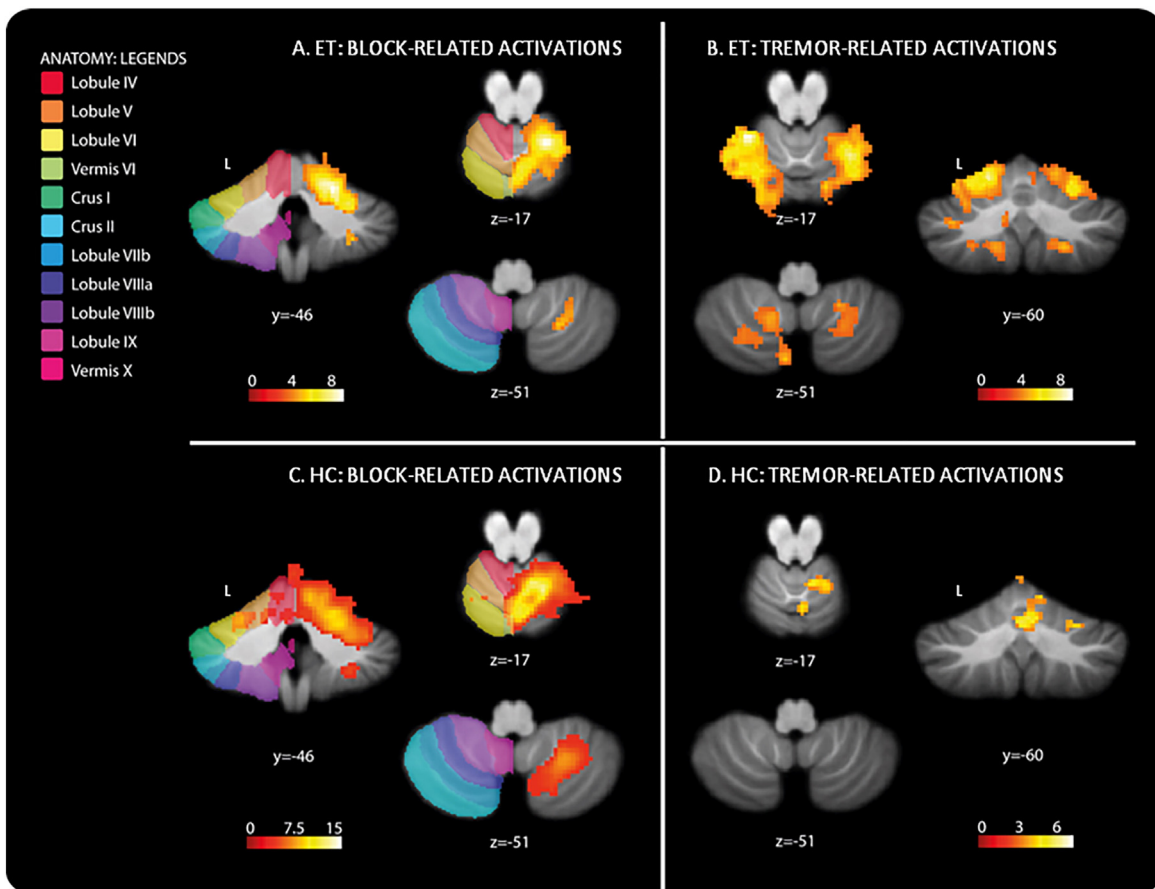 ANATOMY: LEGENDS
Lobule IV
Lobule V
Lobule VI
Vermis VI
Crus I
Crus II
Lobule VIIb
Lobule VIIIa
Lobule VIIIb
Lobule IX
Vermis X
A. ET: BLOCK-RELATED ACTIVATIONS
L
z=-17
y=-46
z=-51
0 4 8
B. ET: TREMOR-RELATED ACTIVATIONS
L
z=-17
y=-60
z=-51
0 4 8
C. HC: BLOCK-RELATED ACTIVATIONS
L
z=-17
y=-46
z=-51
0 7.5 15
D. HC: TREMOR-RELATED ACTIVATIONS
L
z=-17
y=-60
z=-51
0 3 6